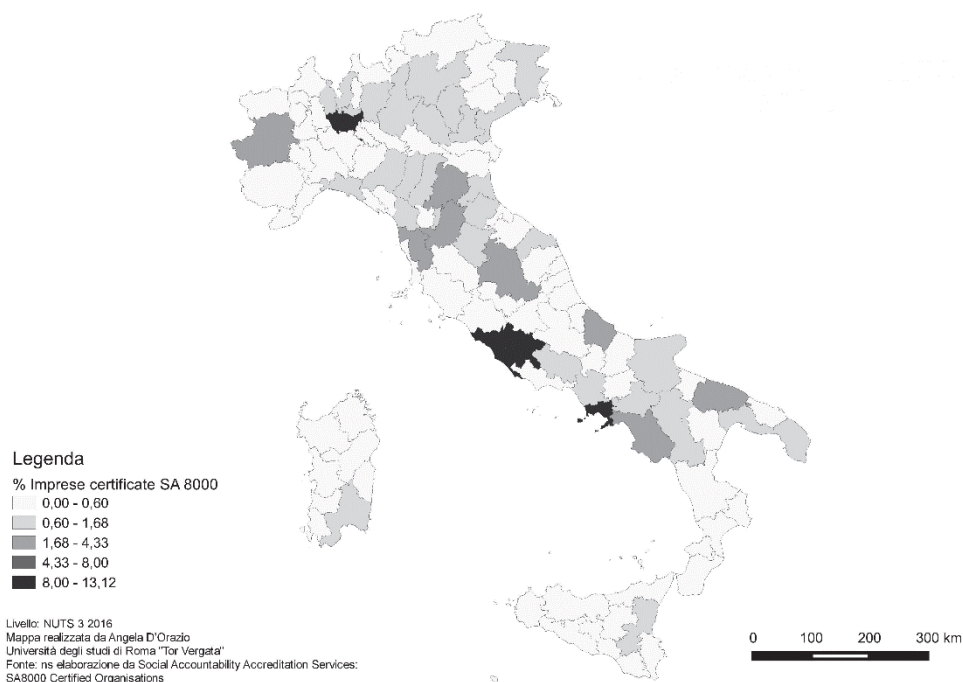 Legenda
% Imprese certificate SA 8000
0,00 - 0,60
0,60 - 1,68
1,68 - 4,33
4,33 - 8,00
8,00 - 13,12
Livello: NUTS 3 2016
Mappa realizzata da Angela D'Orazio
Università degli studi di Roma "Tor Vergata"
Fonte: ns elaborazione da Social Accountability Accreditation Services:
SA8000 Certified Organisations
0 100 200 300 km